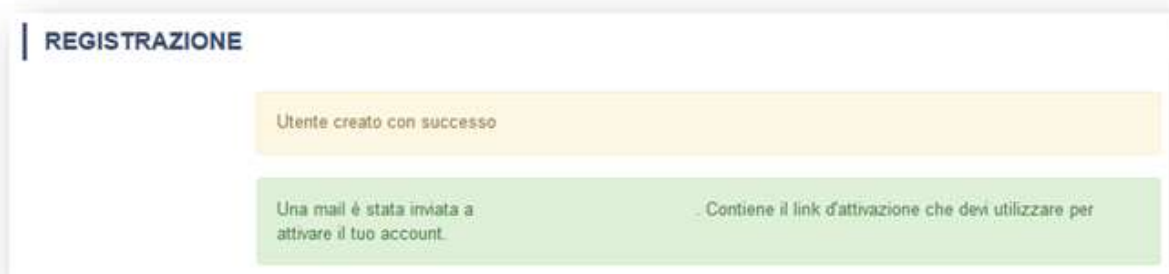 REGISTRAZIONE
Utente creato con successo
Una mail è stata inviata a . Contiene il link d'attivazione che devi utilizzare per
attivare il tuo account.